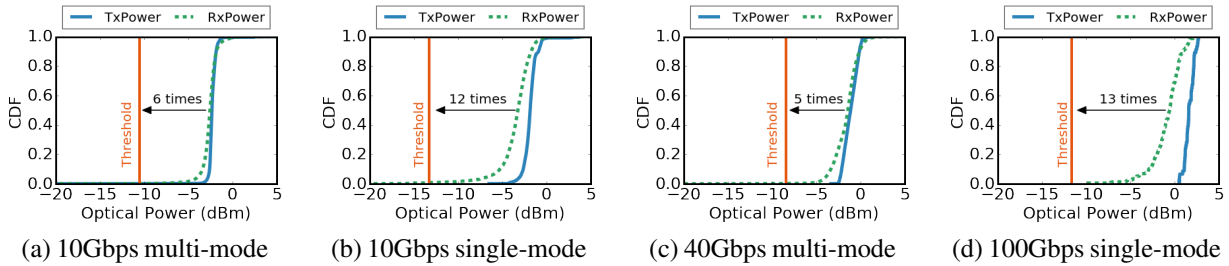 TxPower RxPower
CDF
1.0
0.8
0.6
0.4
0.2
0.0
6 times
Threshold
−20 −15 −10 −5 0 5
Optical Power (dBm)
(a) 10Gbps multi-mode
TxPower RxPower
CDF
1.0
0.8
0.6
0.4
0.2
0.0
12 times
Threshold
−20 −15 −10 −5 0 5
Optical Power (dBm)
(b) 10Gbps single-mode
TxPower RxPower
CDF
1.0
0.8
0.6
0.4
0.2
0.0
5 times
Threshold
−20 −15 −10 −5 0 5
Optical Power (dBm)
(c) 40Gbps multi-mode
TxPower RxPower
CDF
1.0
0.8
0.6
0.4
0.2
0.0
13 times
Threshold
−20 −15 −10 −5 0 5
Optical Power (dBm)
(d) 100Gbps single-mode